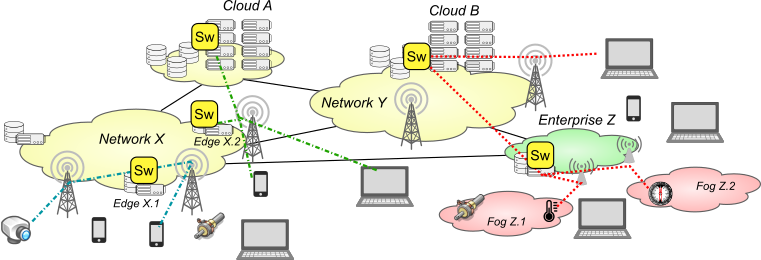 Cloud A
Cloud B
Sw
Sw
Network Y
Sw
Enterprise Z
Network X
Edge X.2
Sw
Sw
Edge X.1
Fog Z.2
Fog Z.1